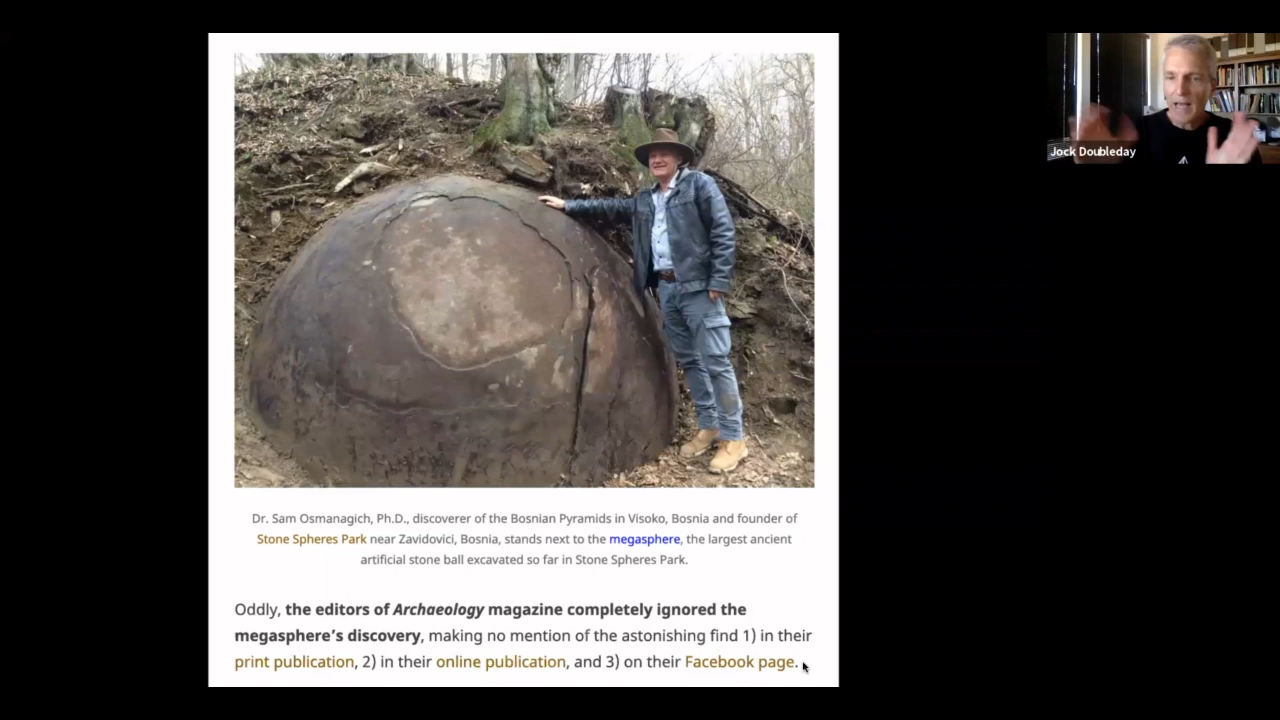 Jock Doubleday
Dr. Sam Osmanagich, Ph.D., discoverer of the Bosnian Pyramids in Visoko, Bosnia and founder of
Stone Spheres Park near Zavidovici, Bosnia, stands next to the megasphere, the largest ancient
artificial stone ball excavated so far in Stone Spheres Park.
Oddly, the editors of Archaeology magazine completely ignored the
megasphere’s discovery, making no mention of the astonishing find 1) in their
print publication, 2) in their online publication, and 3) on their Facebook page.